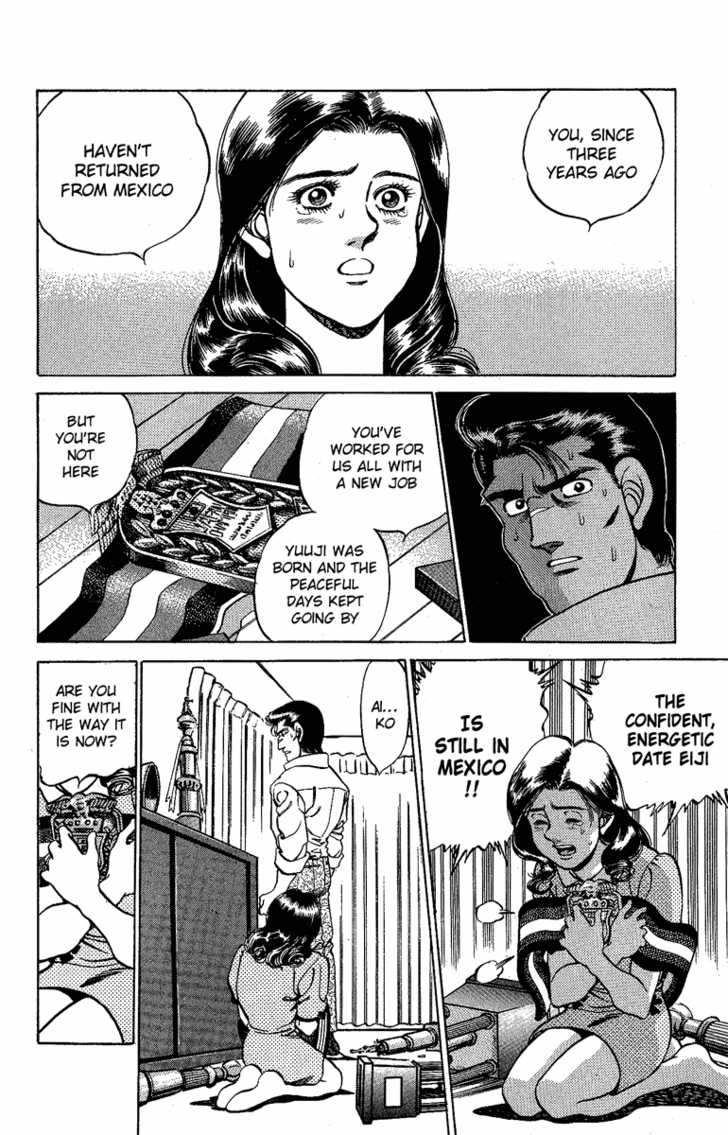 YOU, SINCE
THREE
YEARS AGO
HAVEN'T
RETURNED
FROM MEXICO
YOU'VE
WORKED FOR
US ALL WITH
A NEW JOB
YUUJI WAS
BORN AND THE
PEACEFUL
DAYS KEPT
GOING BY
BUT
YOU'RE
NOT
HERE
THE
CONFIDENT,
ENERGETIC
DATE EIJI
IS
STILL IN
MEXICO
!!
AI...
KO
ARE YOU
FINE WITH
THE WAY IT
IS NOW?